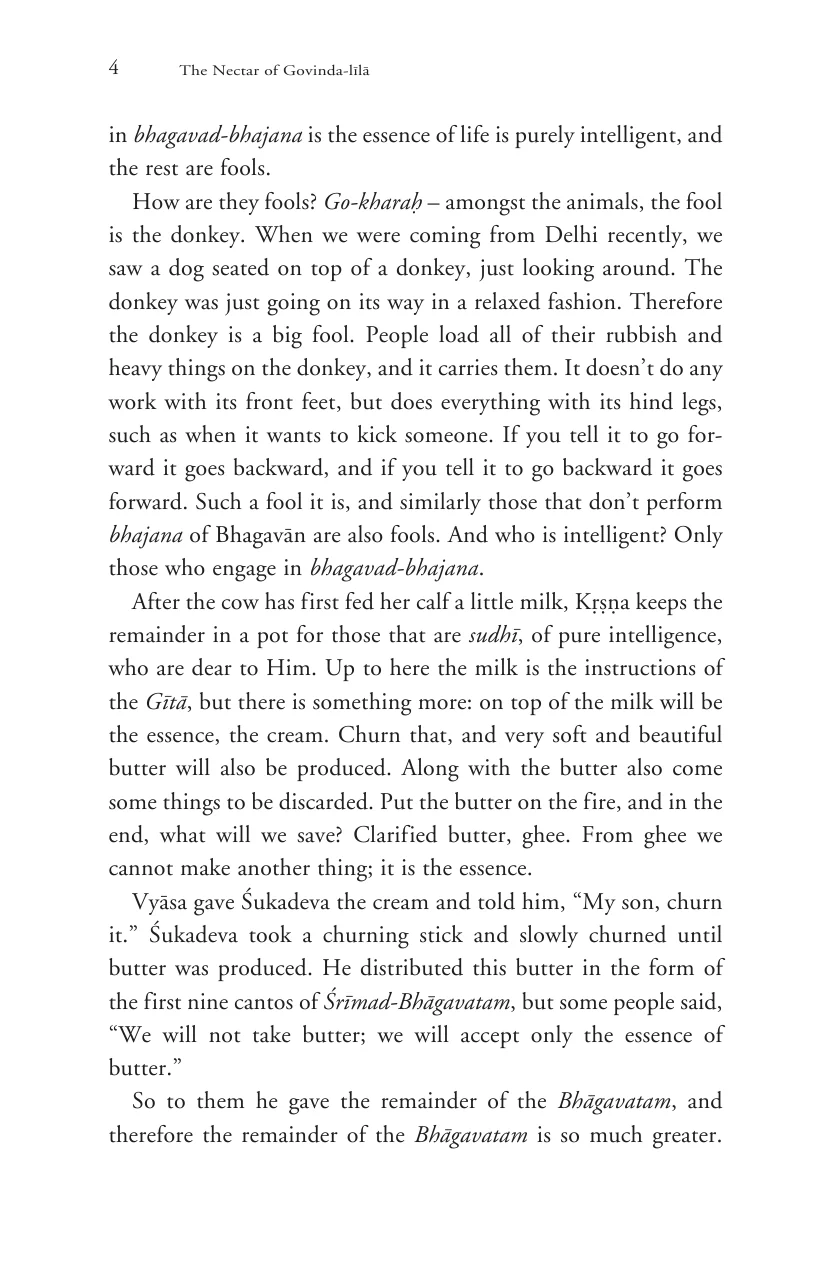 4 The Nectar of Govinda-līlā
in bhagavad-bhajana is the essence of life is purely intelligent, and
the rest are fools.
How are they fools? Go-kharaḥ – amongst the animals, the fool
is the donkey. When we were coming from Delhi recently, we
saw a dog seated on top of a donkey, just looking around. The
donkey was just going on its way in a relaxed fashion. Therefore
the donkey is a big fool. People load all of their rubbish and
heavy things on the donkey, and it carries them. It doesn’t do any
work with its front feet, but does everything with its hind legs,
such as when it wants to kick someone. If you tell it to go for-
ward it goes backward, and if you tell it to go backward it goes
forward. Such a fool it is, and similarly those that don’t perform
bhajana of Bhagavān are also fools. And who is intelligent? Only
those who engage in bhagavad-bhajana.
After the cow has first fed her calf a little milk, Kṛṣṇa keeps the
remainder in a pot for those that are sudhī, of pure intelligence,
who are dear to Him. Up to here the milk is the instructions of
the Gītā, but there is something more: on top of the milk will be
the essence, the cream. Churn that, and very soft and beautiful
butter will also be produced. Along with the butter also come
some things to be discarded. Put the butter on the fire, and in the
end, what will we save? Clarified butter, ghee. From ghee we
cannot make another thing; it is the essence.
Vyāsa gave Śukadeva the cream and told him, “My son, churn
it.” Śukadeva took a churning stick and slowly churned until
butter was produced. He distributed this butter in the form of
the first nine cantos of Śrīmad-Bhāgavatam, but some people said,
“We will not take butter; we will accept only the essence of
butter.”
So to them he gave the remainder of the Bhāgavatam, and
therefore the remainder of the Bhāgavatam is so much greater.